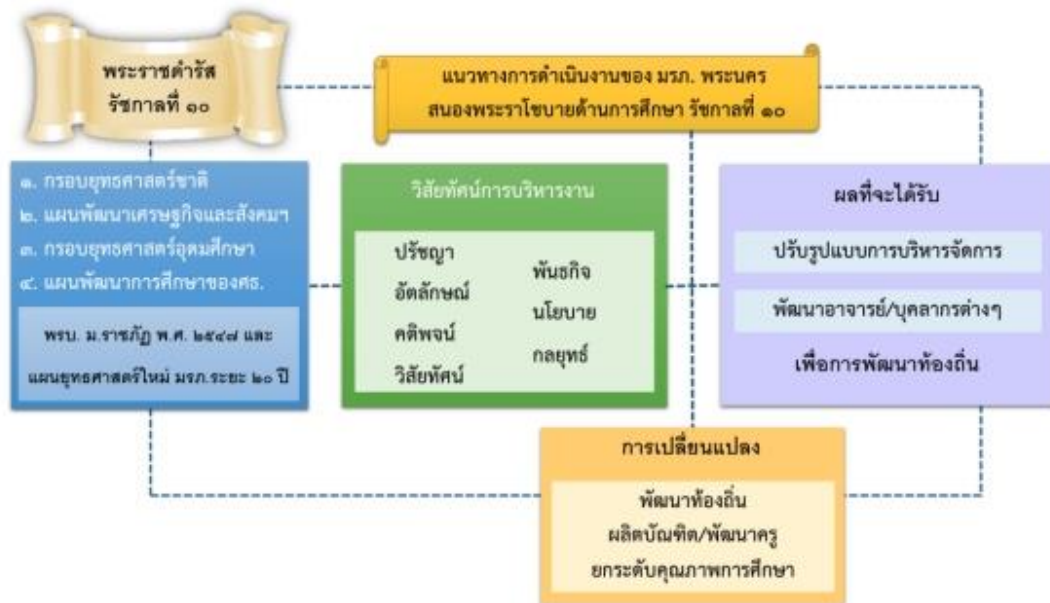 พระราชดำรัส
รัชกาลที่ ๑๐
แนวทางการดำเนินงานของ มรภ. พระนคร
สนองพระราโชบายด้านการศึกษา รัชกาลที่ ๑๐
๑. กรอบยุทธศาสตร์ชาติ
๒. แผนพัฒนาเศรษฐกิจและสังคมฯ
๓. กรอบยุทธศาสตร์อุดมศึกษา
๔. แผนพัฒนาการศึกษาของศธ.
พรบ. ม.ราชภัฏ พ.ศ. ๒๕๔๗ และ
แผนยุทธศาสตร์ใหม่ มรภ.ระยะ ๒๐ ปี
วิสัยทัศน์การบริหารงาน
ปรัชญา
อัตลักษณ์
คติพจน์
วิสัยทัศน์
พันธกิจ
นโยบาย
กลยุทธ์
ผลที่จะได้รับ
ปรับรูปแบบการบริหารจัดการ
พัฒนาอาจารย์/บุคลากรต่างๆ
เพื่อการพัฒนาท้องถิ่น
การเปลี่ยนแปลง
พัฒนาท้องถิ่น
ผลิตบัณฑิต/พัฒนาครู
ยกระดับคุณภาพการศึกษา